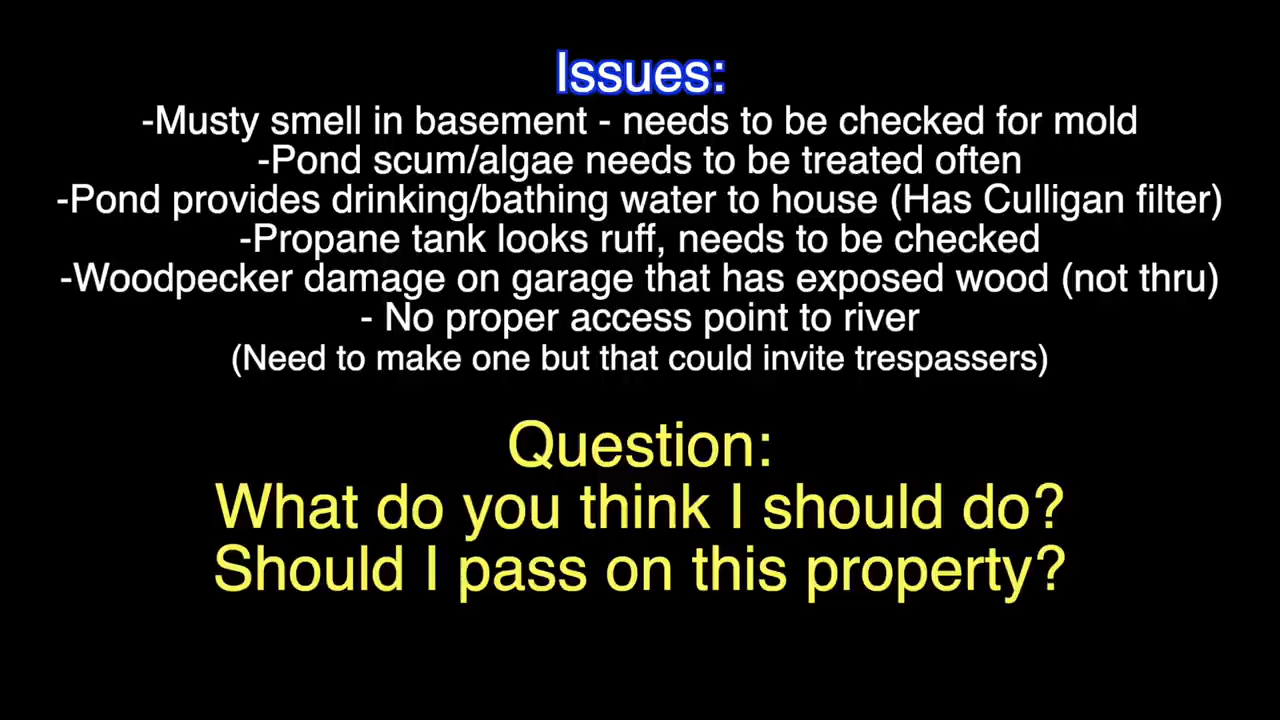 Issues:
-Musty smell in basement - needs to be checked for mold
-Pond scum/algae needs to be treated often
-Pond provides drinking/bathing water to house (Has Culligan filter)
-Propane tank looks ruff, needs to be checked
-Woodpecker damage on garage that has exposed wood (not thru)
- No proper access point to river
(Need to make one but that could invite trespassers)
Question:
What do you think I should do?
Should I pass on this property?